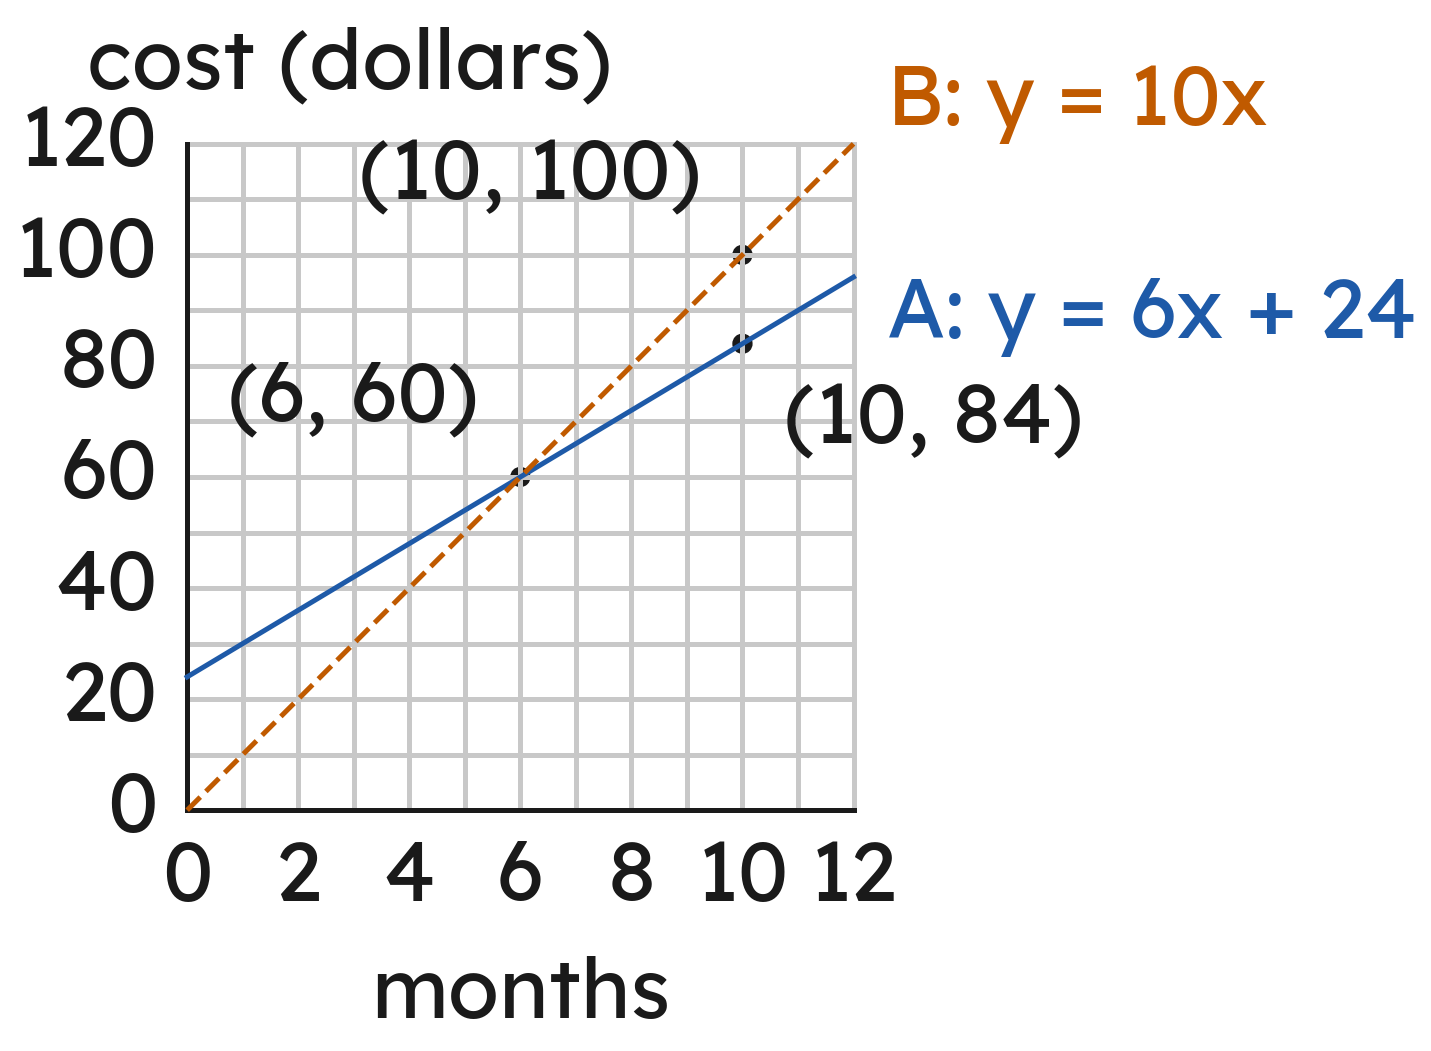 cost (dollars)
B: y = 10x
120
(10, 100)
100
A: y = 6x + 24
80
(6, 60)
(10, 84)
60
40
20
0
0 2 4 6 8 10 12
months